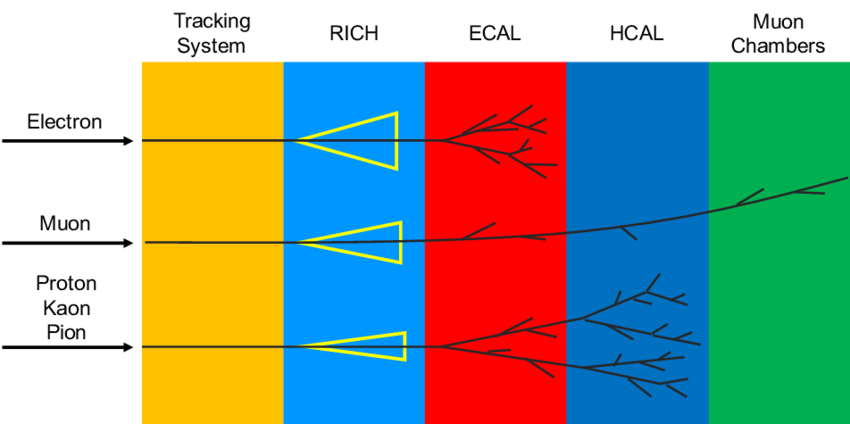 Tracking
System
RICH
ECAL
HCAL
Muon
Chambers
Electron
Muon
Proton
Kaon
Pion